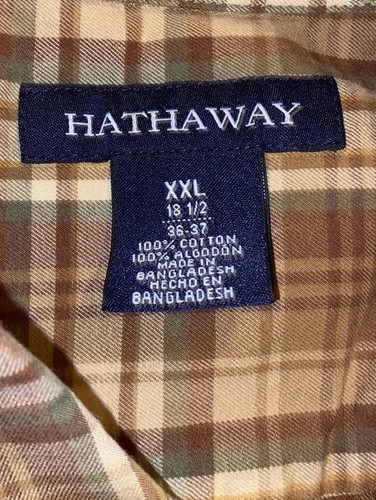 HATHAWAY
XXL
18 1/2
36-37
100% COTTON
100% ALGODON
MADE IN
BANGLADESH
HECHO EN
BANGLADESH